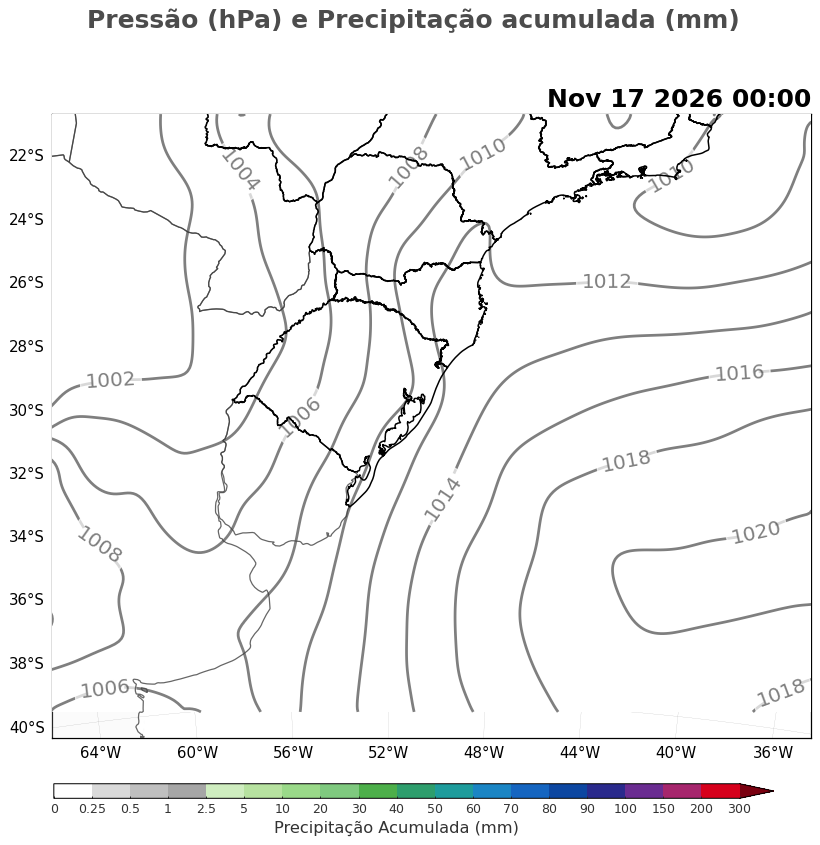 Pressão (hPa) e Precipitação acumulada (mm)
Nov 17 2026 00:00
22°S
24°S
26°S
28°S
30°S
32°S
34°S
36°S
38°S
40°S
1004
1008
1010
1010
1012
1002
1016
1006
1018
1014
1008
1020
1006
1018
64°W 60°W 56°W 52°W 48°W 44°W 40°W 36°W
0 0.25 0.5 1 2.5 5 10 20 30 40 50 60 70 80 90 100 150 200 300
Precipitação Acumulada (mm)